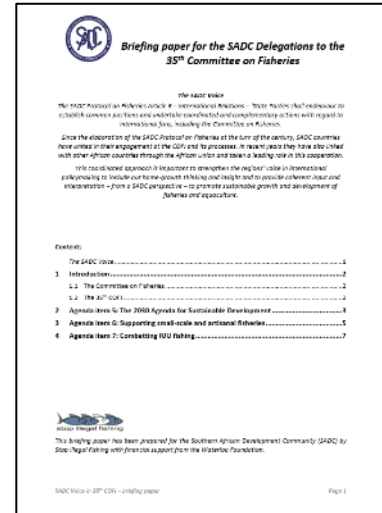 SADC
Briefing paper for the SADC Delegations to the
35th Committee on Fisheries
The SADC Voice
The SADC Protocol on Fisheries Article 4 – International Relations – 'State Parties shall endeavour to
establish common positions and undertake coordinated and complementary actions with regard to
international fora, including the Committee on Fisheries.
Since the elaboration of the SADC Protocol on Fisheries at the turn of the century, SADC countries
have united in their engagement at the COFI and its processes. In recent years they have also linked
with other African countries through the African Union and taken a leading role in this cooperation.
This coordinated approach is important to strengthen the regions' voice in international
policymaking to include our home-growth thinking and insight and to provide coherent input and
interpretation – from a SADC perspective – to promote sustainable growth and development of
fisheries and aquaculture.
Contents
The SADC Voice 1
1 Introduction 2
1.1 The Committee on Fisheries 2
1.2 The 35th COFI 2
2 Agenda item 5: The 2030 Agenda for Sustainable Development 3
3 Agenda item 6: Supporting small-scale and artisanal fisheries 5
4 Agenda item 7: Combatting IUU fishing 7
stop illegal fishing
This briefing paper has been prepared for the Southern African Development Community (SADC) by
Stop Illegal Fishing with financial support from the Waterloo Foundation.
SADC Voice in 35th COFI – briefing paper
Page 1